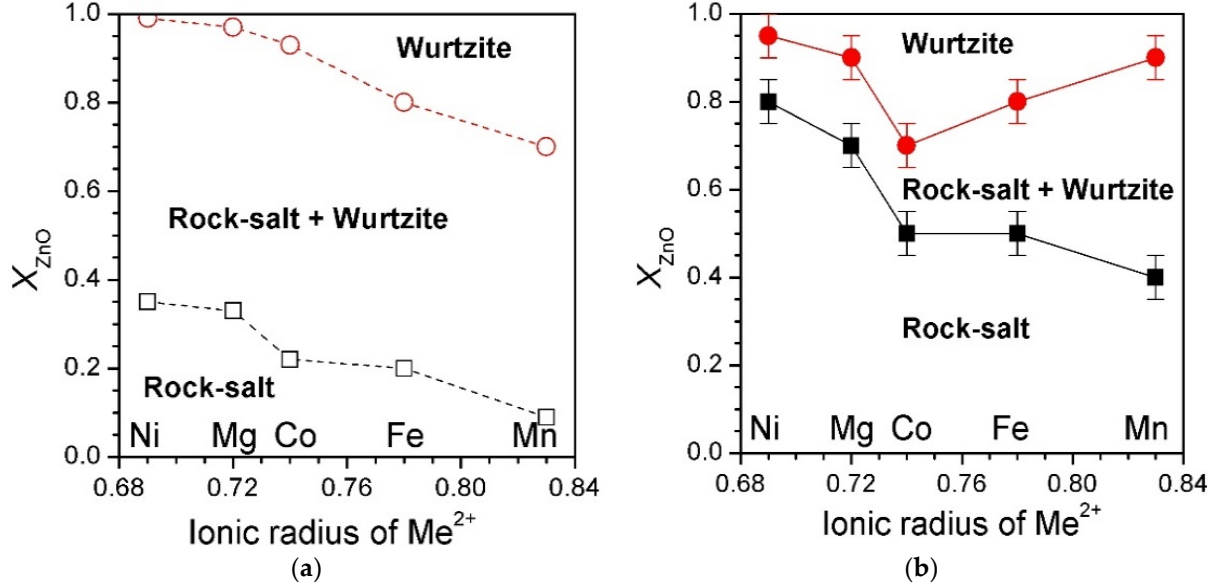 1.0
0.8
0.6
0.4
0.2
0.0
X_ZnO
Wurtzite
Rock-salt + Wurtzite
Rock-salt
Ni Mg Co Fe Mn
0.68 0.72 0.76 0.80 0.84
Ionic radius of Me²⁺
(a)
1.0
0.8
0.6
0.4
0.2
0.0
X_ZnO
Wurtzite
Rock-salt + Wurtzite
Rock-salt
Ni Mg Co Fe Mn
0.68 0.72 0.76 0.80 0.84
Ionic radius of Me²⁺
(b)